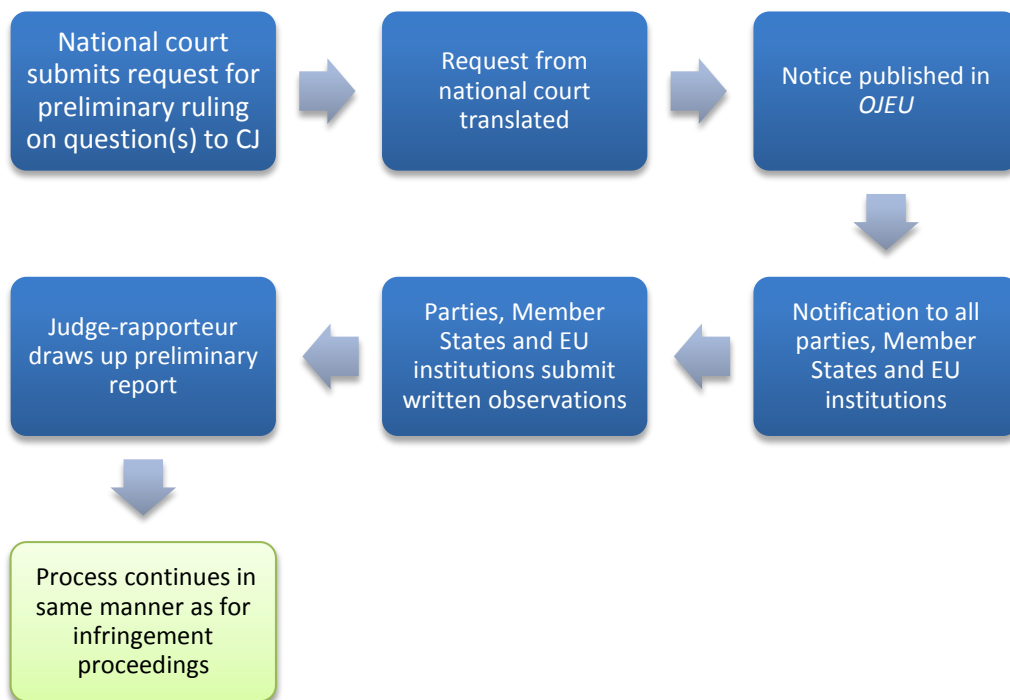 National court
submits request for
preliminary ruling
on question(s) to CJ
Request from
national court
translated
Notice published in
OJEU
Notification to all
parties, Member
States and EU
institutions
Parties, Member
States and EU
institutions submit
written observations
Judge-rapporteur
draws up preliminary
report
Process continues in
same manner as for
infringement
proceedings